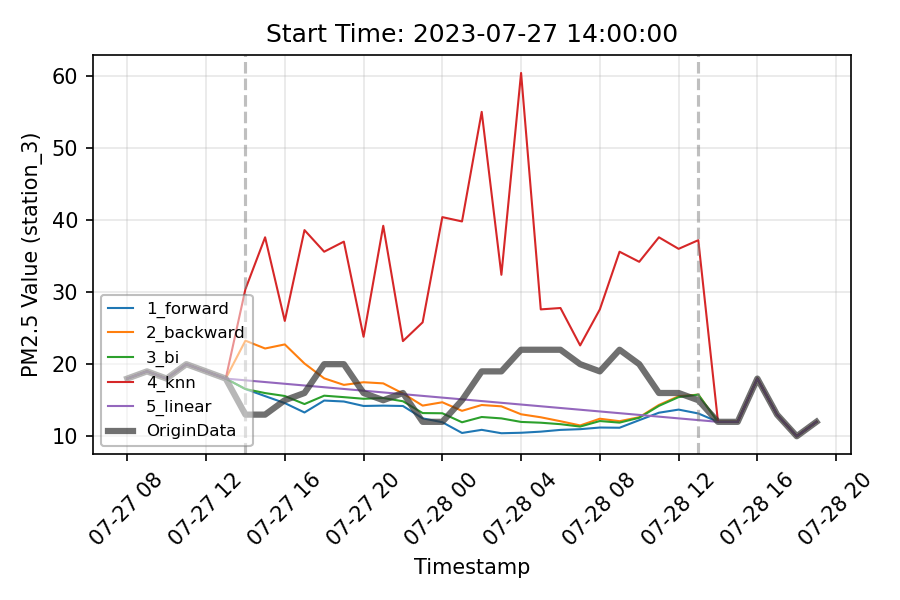 Start Time: 2023-07-27 14:00:00
PM2.5 Value (station_3)
60
50
40
30
20
10
1_forward
2_backward
3_bi
4_knn
5_linear
OriginData
07-27 08
07-27 12
07-27 16
07-27 20
07-28 00
07-28 04
07-28 08
07-28 12
07-28 16
07-28 20
Timestamp